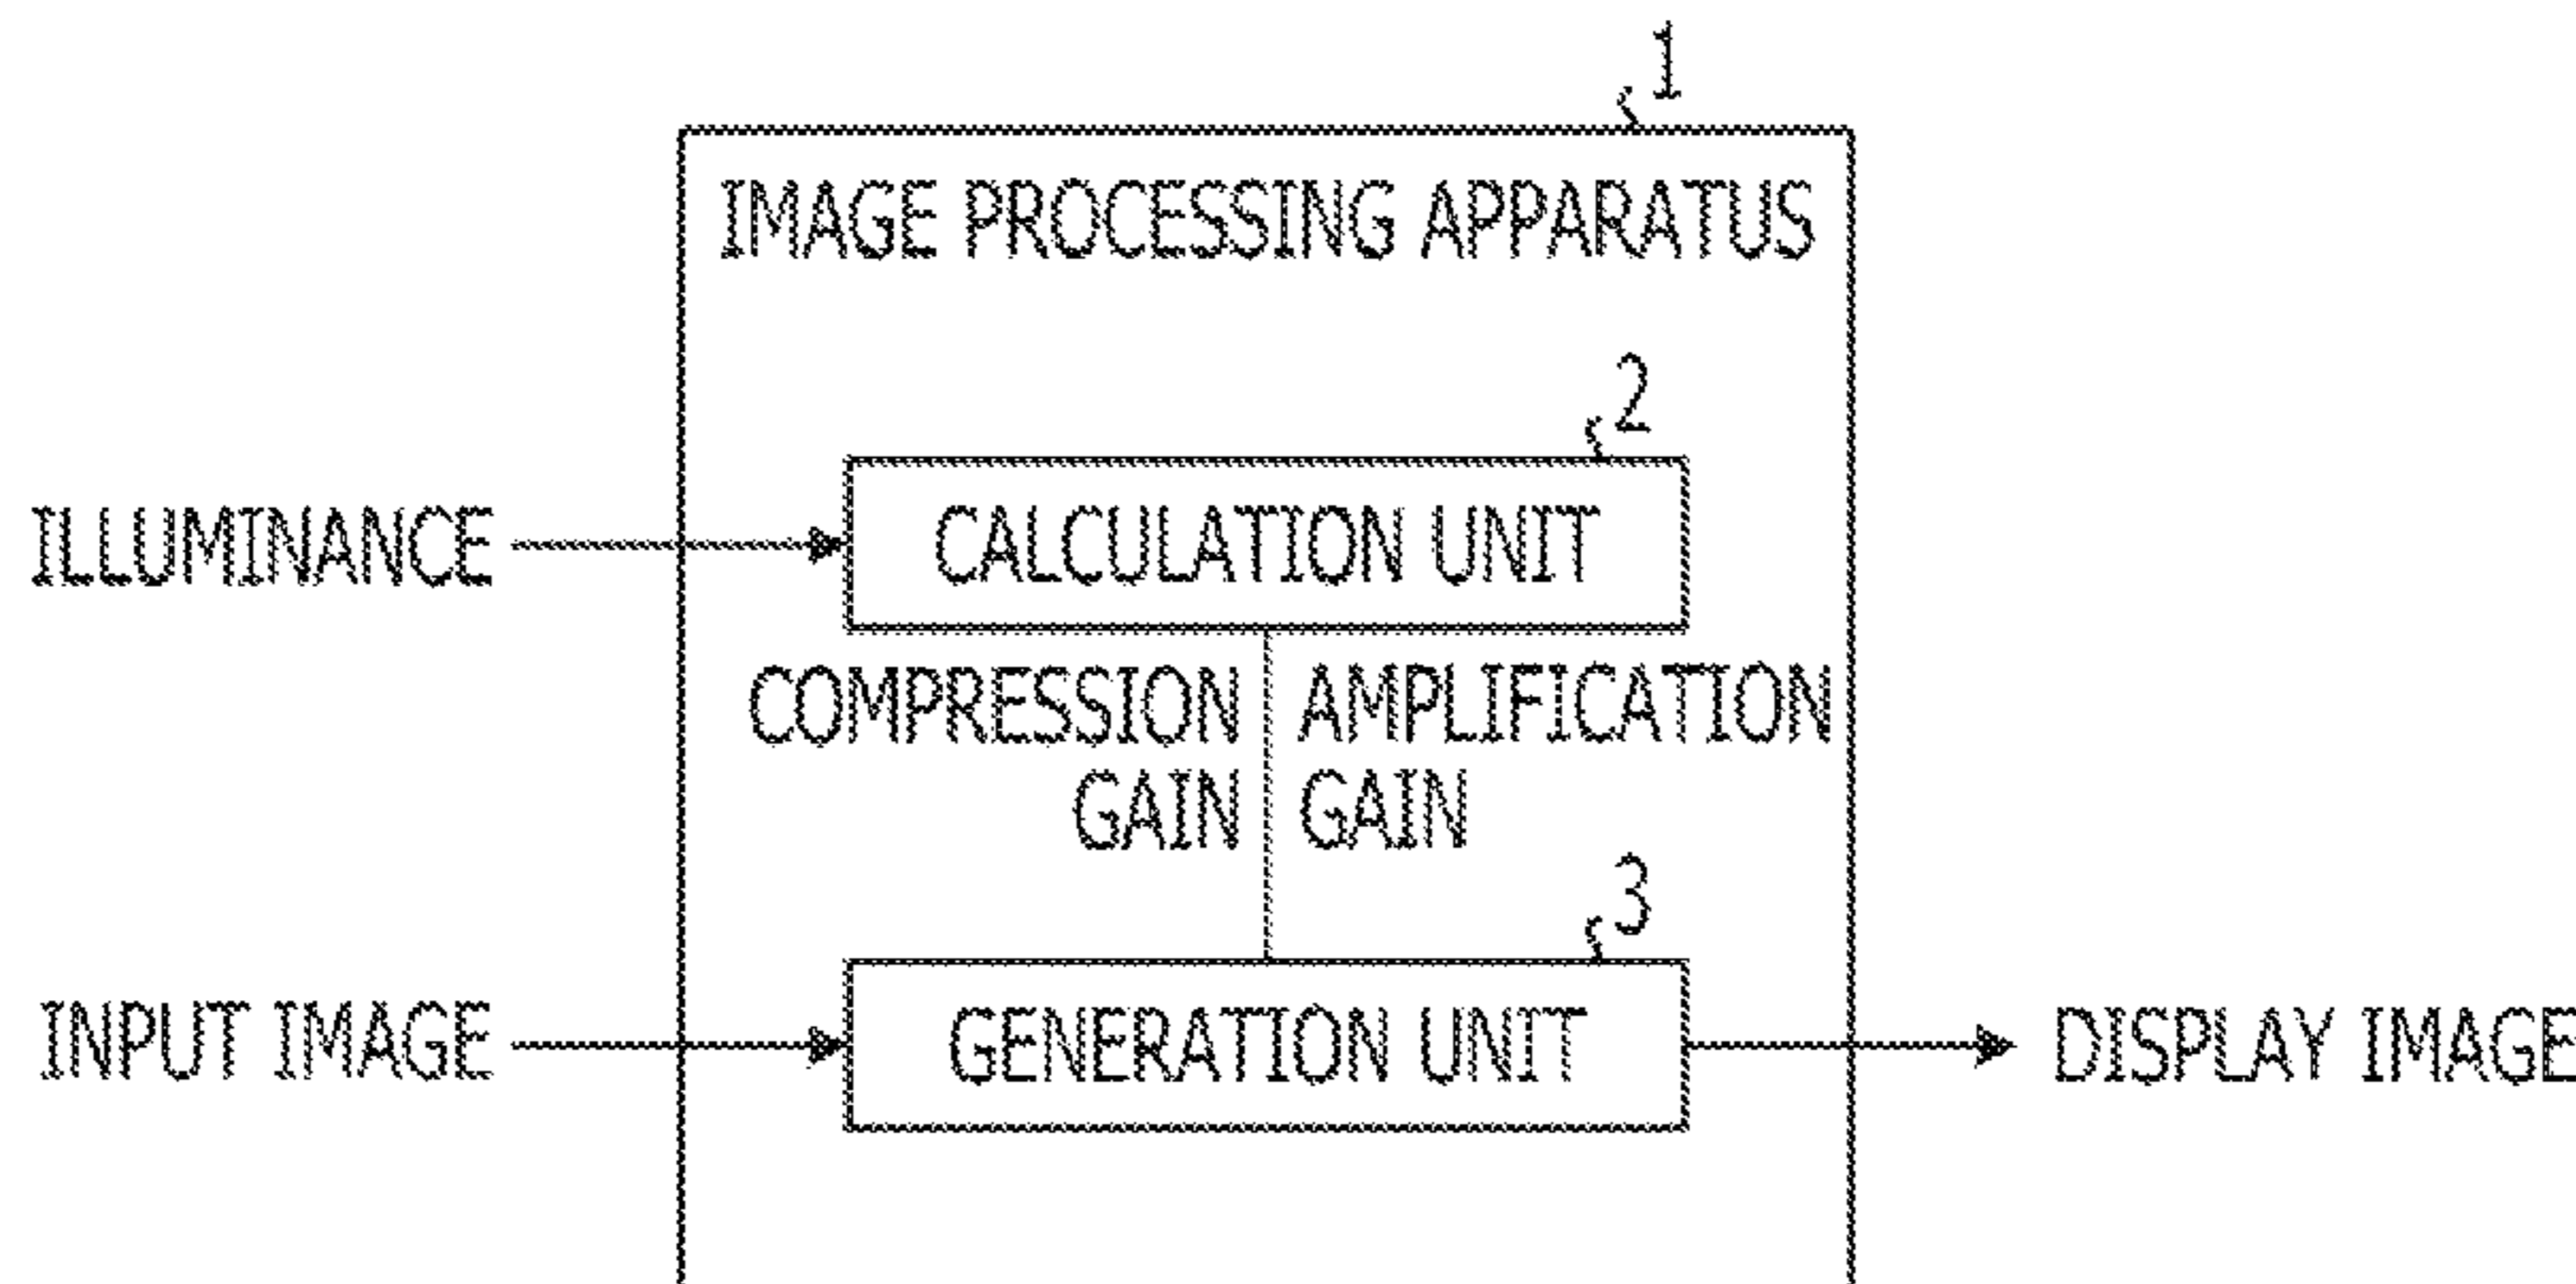 1
IMAGE PROCESSING APPARATUS
2
ILLUMINANCE
CALCULATION UNIT
COMPRESSION GAIN
AMPLIFICATION GAIN
3
INPUT IMAGE
GENERATION UNIT
DISPLAY IMAGE